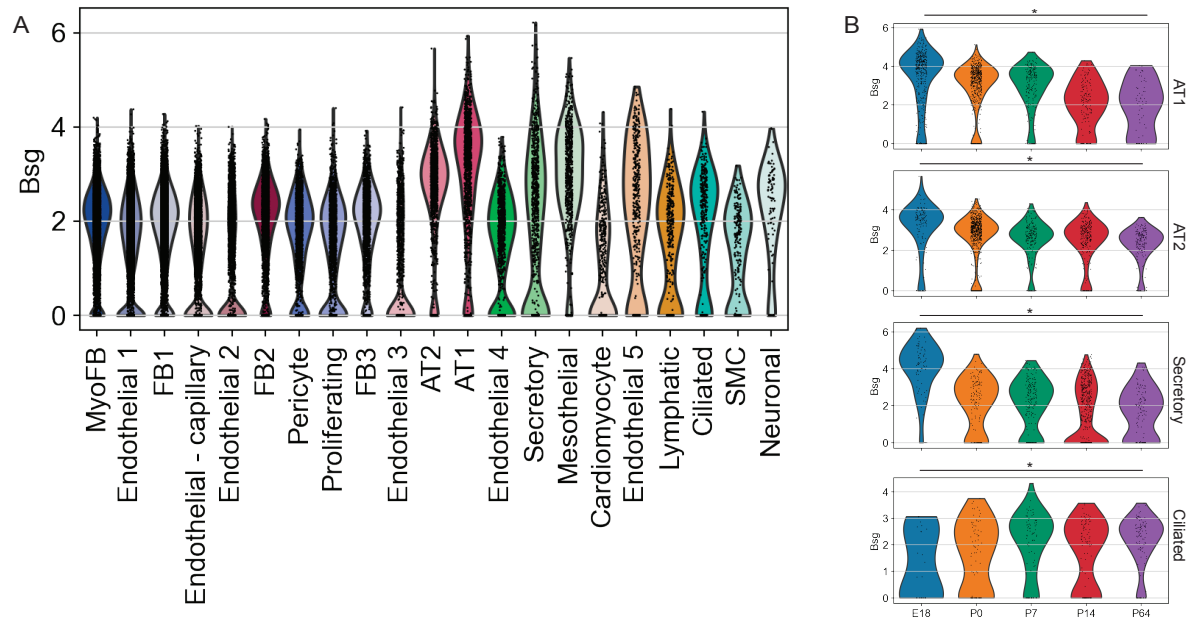 A
Bsg
6
4
2
0
MyoFB
Endothelial 1
FB1
Endothelial - capillary
Endothelial 2
FB2
Pericyte
Proliferating
FB3
Endothelial 3
AT2
AT1
Endothelial 4
Secretory
Mesothelial
Cardiomyocyte
Endothelial 5
Lymphatic
Ciliated
SMC
Neuronal
B
*
Bsg
6
4
2
0
AT1
*
Bsg
6
4
2
0
AT2
*
Bsg
6
4
2
0
Secretory
*
Bsg
4
3
2
1
0
Ciliated
E18 P0 P7 P14 P64